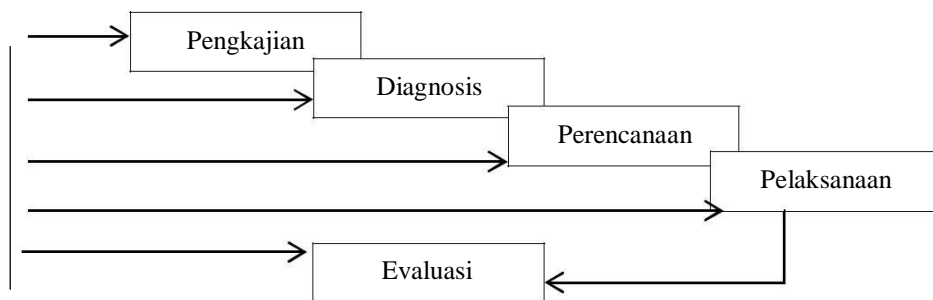 Pengkajian
Diagnosis
Perencanaan
Pelaksanaan
Evaluasi